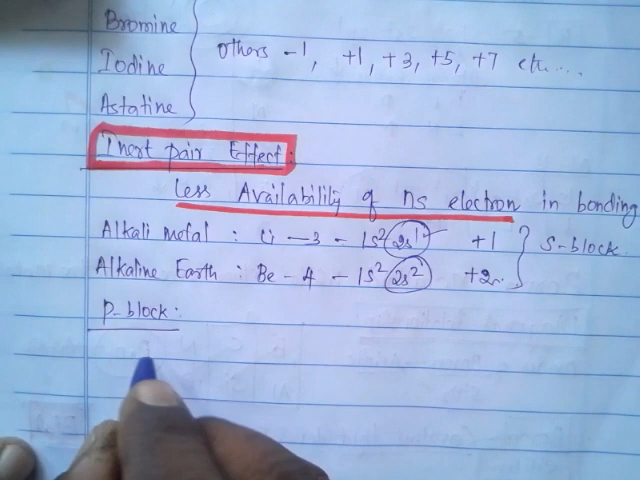 Bromine
Iodine
Astatine
Others -1, +1, +3, +5, +7 etc....
Inert pair Effect:
Less Availability of ns electron in bonding
Alkali metal : Li - 3 - 1s² 2s¹ +1
Alkaline Earth : Be - 4 - 1s² 2s² +2
S-block
P-block: